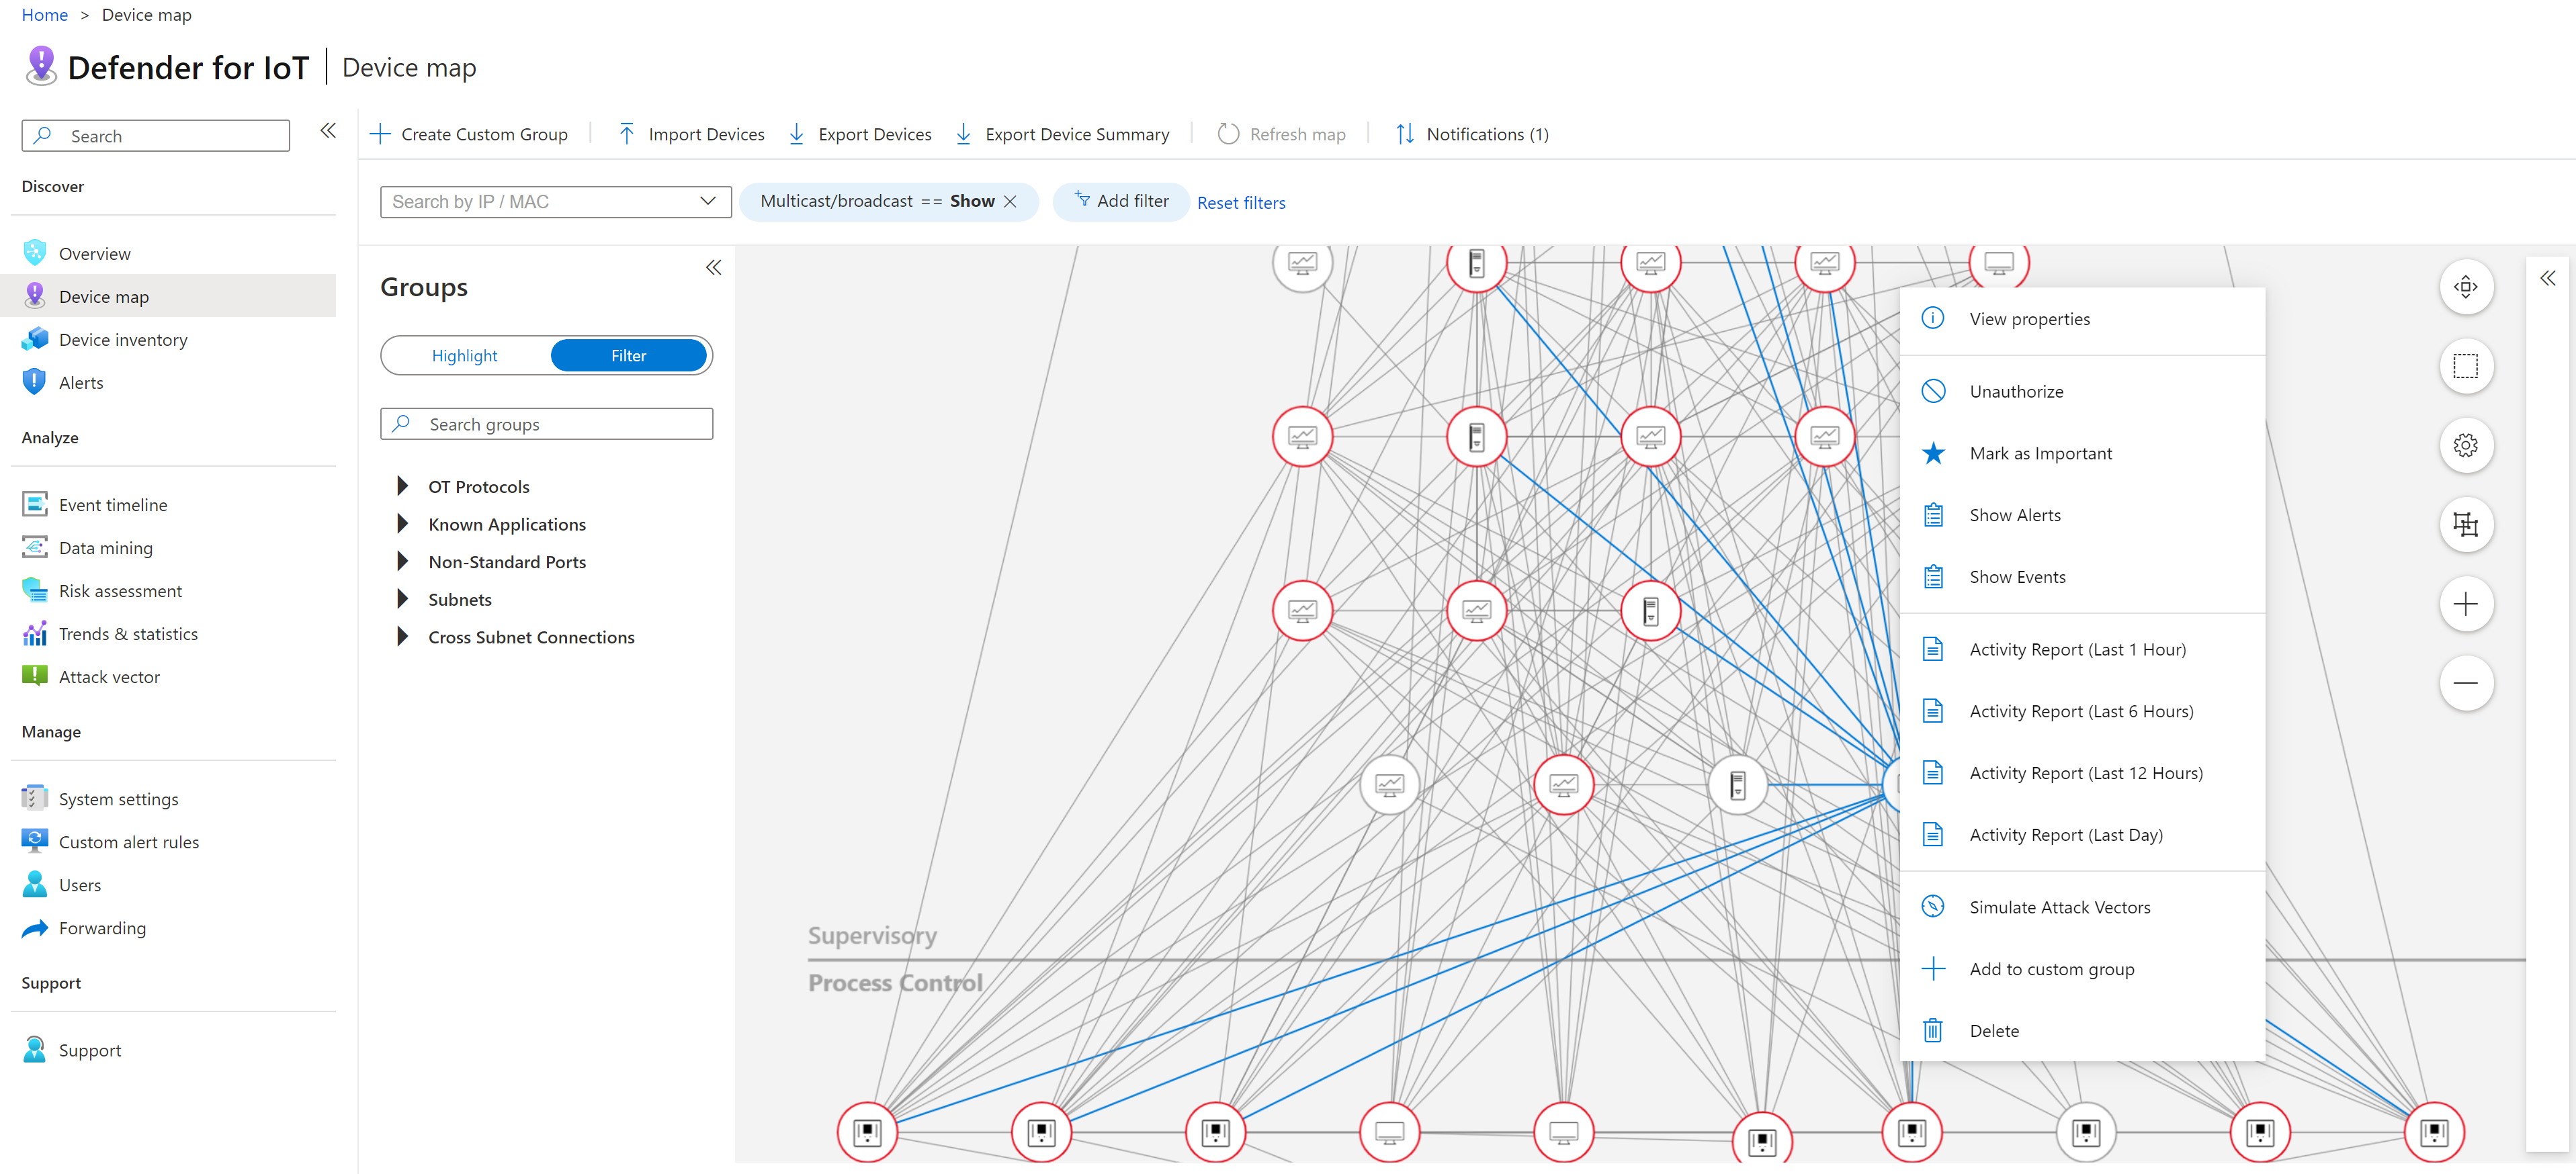 Home > Device map
Defender for IoT | Device map
Search
Discover
Overview
Device map
Device inventory
Alerts
Analyze
Event timeline
Data mining
Risk assessment
Trends & statistics
Attack vector
Manage
System settings
Custom alert rules
Users
Forwarding
Support
Support
Create Custom Group
Import Devices
Export Devices
Export Device Summary
Refresh map
Notifications (1)
Search by IP / MAC
Multicast/broadcast == Show
Add filter
Reset filters
Groups
Highlight
Filter
Search groups
OT Protocols
Known Applications
Non-Standard Ports
Subnets
Cross Subnet Connections
Supervisory
Process Control
View properties
Unauthorize
Mark as Important
Show Alerts
Show Events
Activity Report (Last 1 Hour)
Activity Report (Last 6 Hours)
Activity Report (Last 12 Hours)
Activity Report (Last Day)
Simulate Attack Vectors
Add to custom group
Delete